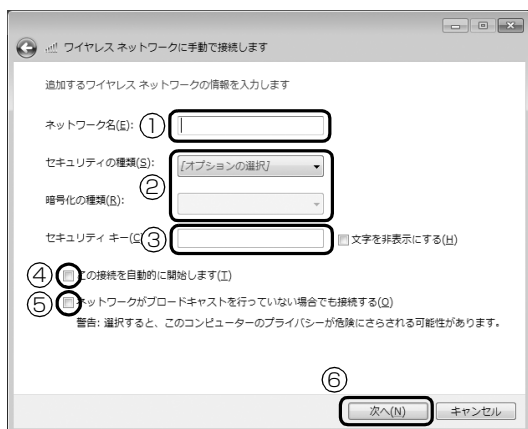 ワイヤレス ネットワークに手動で接続します
追加するワイヤレス ネットワークの情報を入力します
ネットワーク名(E): ①
セキュリティの種類(S): [オプションの選択]
②
暗号化の種類(R):
セキュリティ キー(C ③ 文字を非表示にする(H)
④ この接続を自動的に開始します(T)
⑤ ネットワークがブロードキャストを行っていない場合でも接続する(O)
警告: 選択すると、このコンピューターのプライバシーが危険にさらされる可能性があります。
⑥
次へ(N) キャンセル